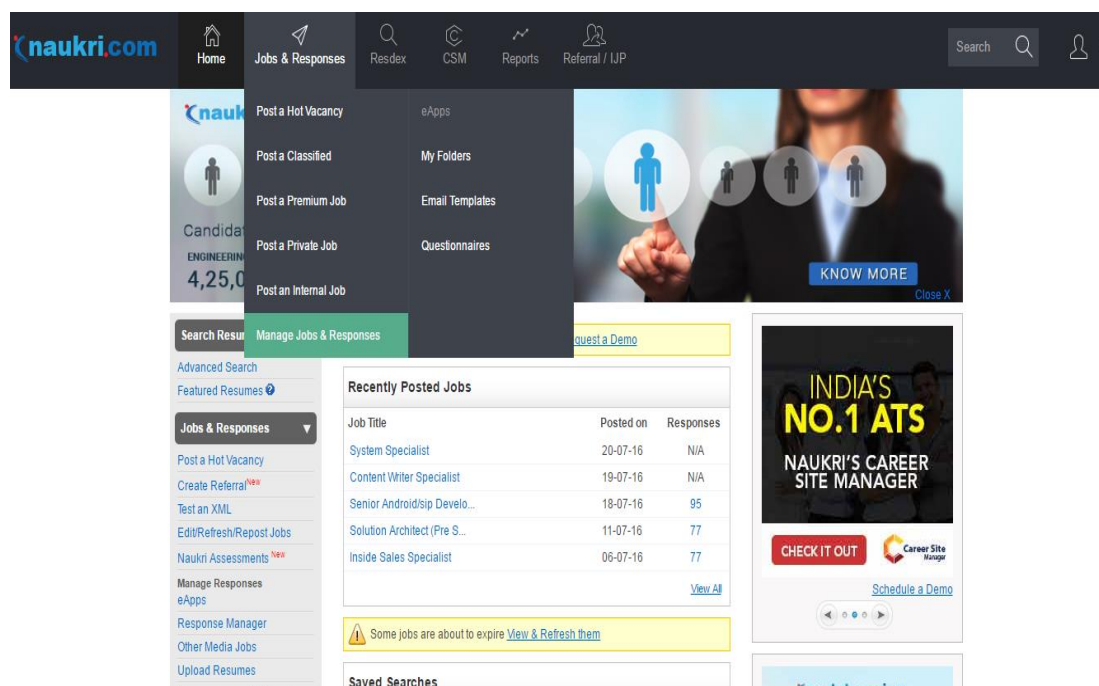 naukri.com
Home
Jobs & Responses
Resdex
CSM
Reports
Referral / IJP
Search
Post a Hot Vacancy
eApps
Post a Classified
My Folders
Post a Premium Job
Email Templates
Post a Private Job
Questionnaires
Post an Internal Job
Manage Jobs & Responses
nauk
Candida
ENGINEERIN
4,25,0
KNOW MORE
Close X
Search Resu
quest a Demo
Advanced Search
Featured Resumes ?
Jobs & Responses ▼
Post a Hot Vacancy
Create Referral New
Test an XML
Edit/Refresh/Repost Jobs
Naukri Assessments New
Manage Responses
eApps
Response Manager
Other Media Jobs
Upload Resumes
Recently Posted Jobs
Job Title Posted on Responses
System Specialist 20-07-16 N/A
Content Writer Specialist 19-07-16 N/A
Senior Android/sip Develo... 18-07-16 95
Solution Architect (Pre S... 11-07-16 77
Inside Sales Specialist 06-07-16 77
View All
Some jobs are about to expire View & Refresh them
Saved Searches
INDIA'S
NO.1 ATS
NAUKRI'S CAREER
SITE MANAGER
CHECK IT OUT
Career Site
Manager
Schedule a Demo